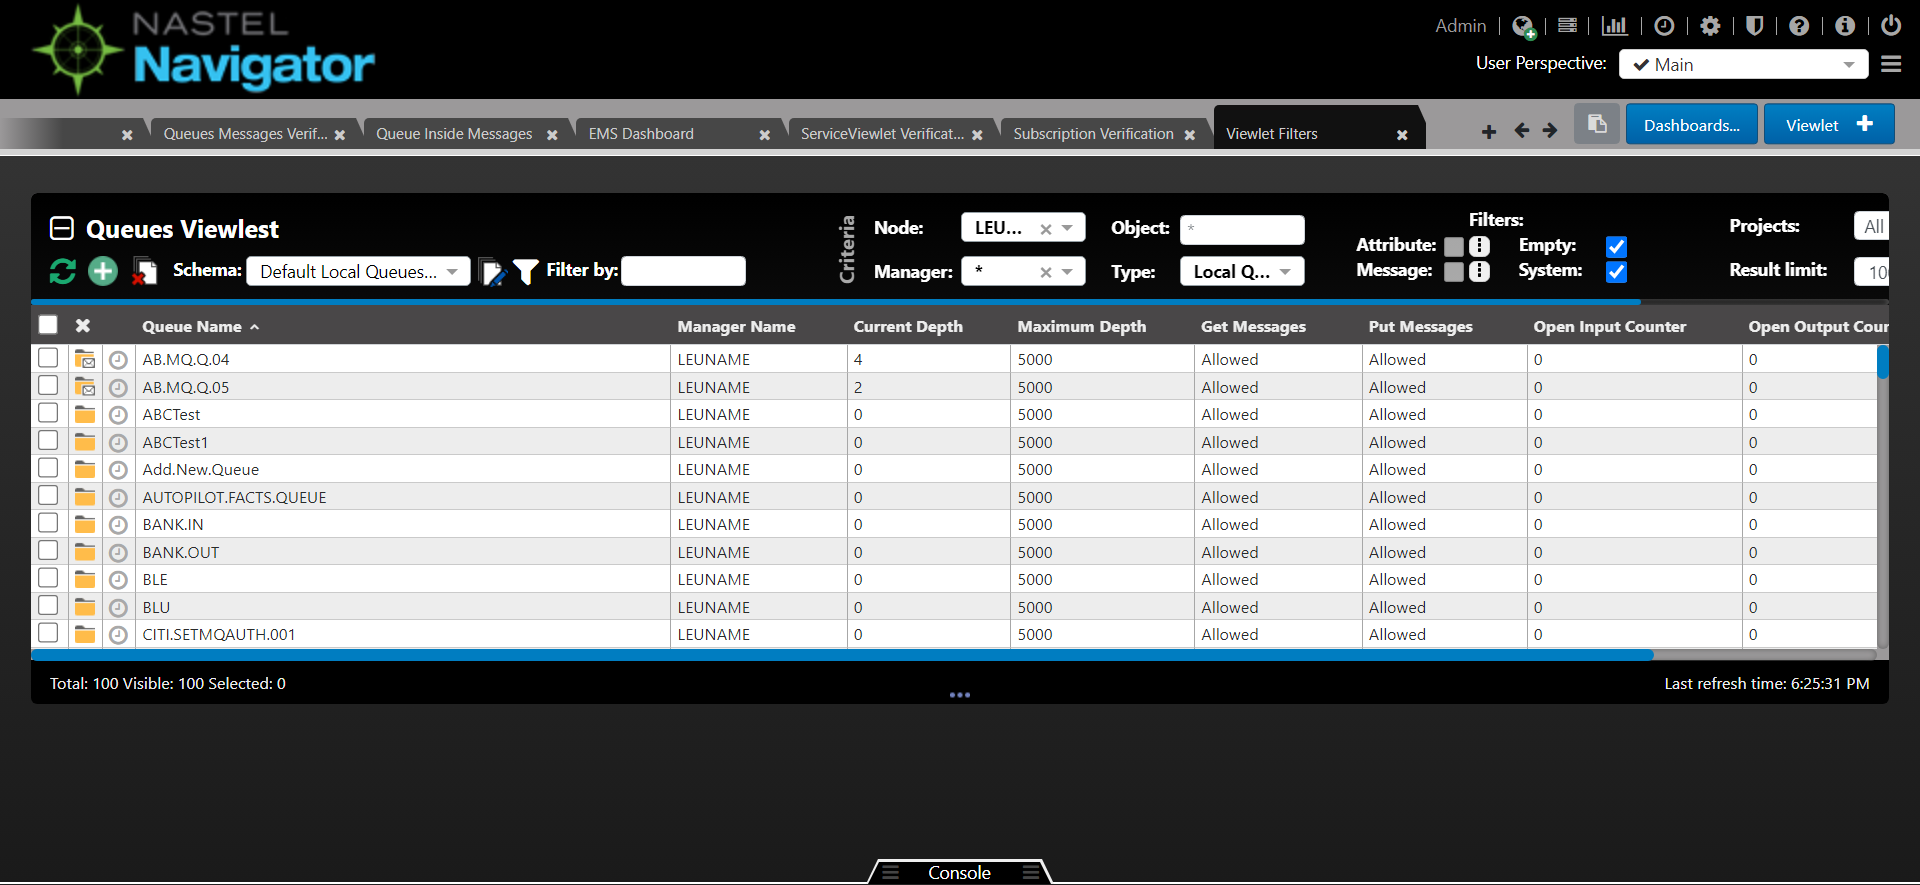 NASTEL
Navigator
Admin
User Perspective: Main
Queues Messages Verif...
Queue Inside Messages
EMS Dashboard
ServiceViewlet Verificat...
Subscription Verification
Viewlet Filters
Dashboards...
Viewlet
Queues Viewlest
Schema: Default Local Queues...
Filter by:
Criteria
Node: LEU...
Manager: *
Object: *
Type: Local Q...
Filters:
Attribute:
Message:
Empty:
System:
Projects: All
Result limit: 10
Queue Name Manager Name Current Depth Maximum Depth Get Messages Put Messages Open Input Counter Open Output Coun
AB.MQ.Q.04 LEUNAME 4 5000 Allowed Allowed 0 0
AB.MQ.Q.05 LEUNAME 2 5000 Allowed Allowed 0 0
ABCTest LEUNAME 0 5000 Allowed Allowed 0 0
ABCTest1 LEUNAME 0 5000 Allowed Allowed 0 0
Add.New.Queue LEUNAME 0 5000 Allowed Allowed 0 0
AUTOPILOT.FACTS.QUEUE LEUNAME 0 5000 Allowed Allowed 0 0
BANK.IN LEUNAME 0 5000 Allowed Allowed 0 0
BANK.OUT LEUNAME 0 5000 Allowed Allowed 0 0
BLE LEUNAME 0 5000 Allowed Allowed 0 0
BLU LEUNAME 0 5000 Allowed Allowed 0 0
CITI.SETMQAUTH.001 LEUNAME 0 5000 Allowed Allowed 0 0
Total: 100 Visible: 100 Selected: 0
Last refresh time: 6:25:31 PM
Console